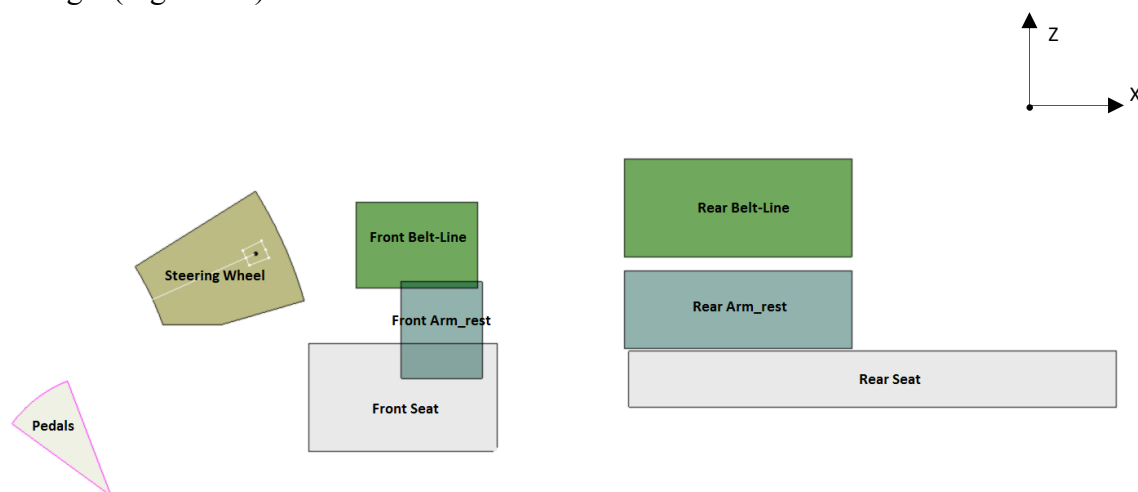 Z
X
Rear Belt-Line
Front Belt-Line
Steering Wheel
Rear Arm_rest
Front Arm_rest
Rear Seat
Front Seat
Pedals